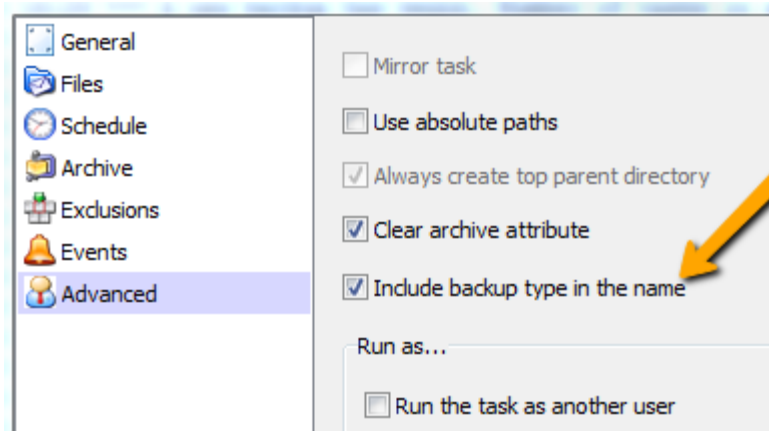 General
Files
Schedule
Archive
Exclusions
Events
Advanced
Mirror task
Use absolute paths
Always create top parent directory
Clear archive attribute
Include backup type in the name
Run as...
Run the task as another user